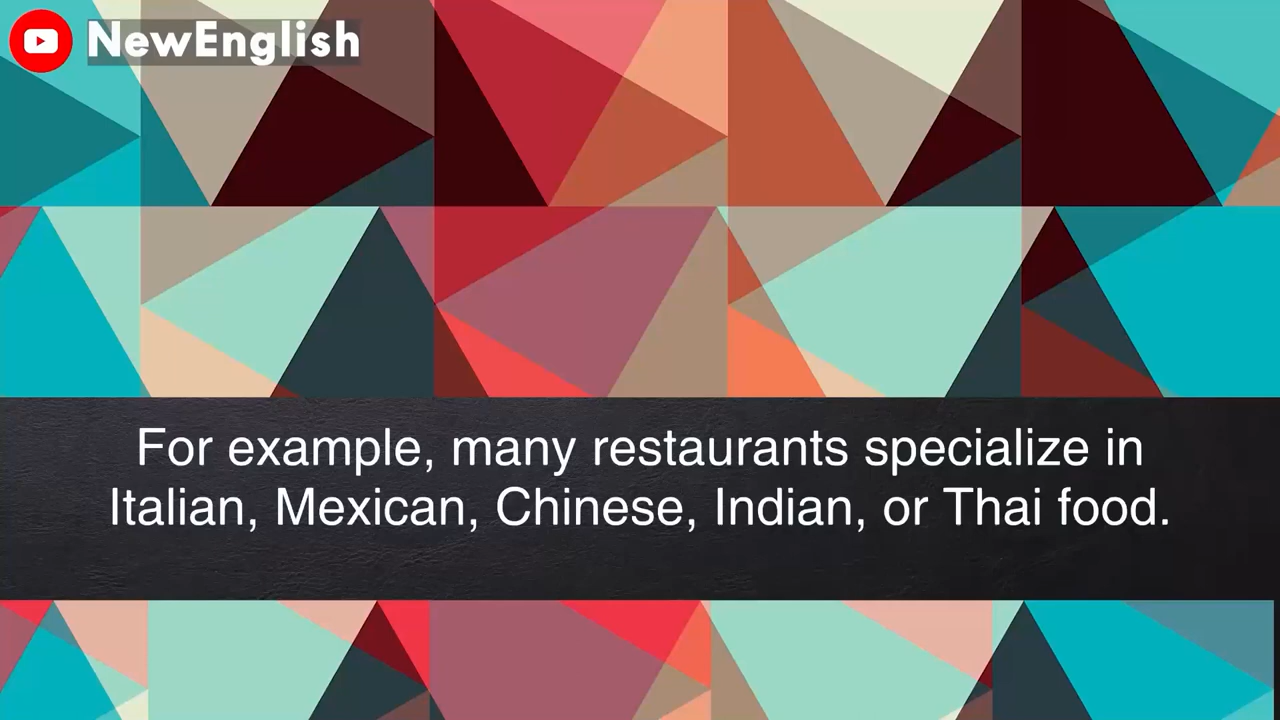 NewEnglish
For example, many restaurants specialize in
Italian, Mexican, Chinese, Indian, or Thai food.